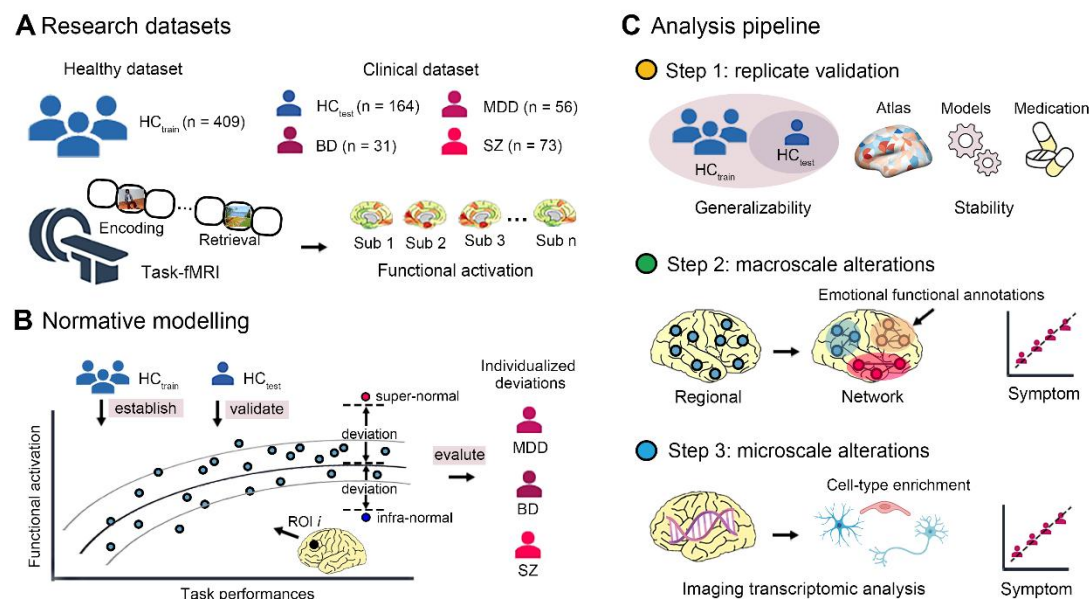 A Research datasets
Healthy dataset
HCtrain (n = 409)
Clinical dataset
HCtest (n = 164)
MDD (n = 56)
BD (n = 31)
SZ (n = 73)
Encoding
...
Retrieval
Task-fMRI
...
Sub 1 Sub 2 Sub 3 Sub n
Functional activation
B Normative modelling
HCtrain
HCtest
establish
validate
super-normal
deviation
deviation
infra-normal
ROI i
Functional activation
Task performances
evalute
Individualized
deviations
MDD
BD
SZ
C Analysis pipeline
Step 1: replicate validation
HCtrain
HCtest
Generalizability
Atlas
Models
Medication
Stability
Step 2: macroscale alterations
Emotional functional annotations
Regional
Network
Symptom
Step 3: microscale alterations
Cell-type enrichment
Imaging transcriptomic analysis
Symptom